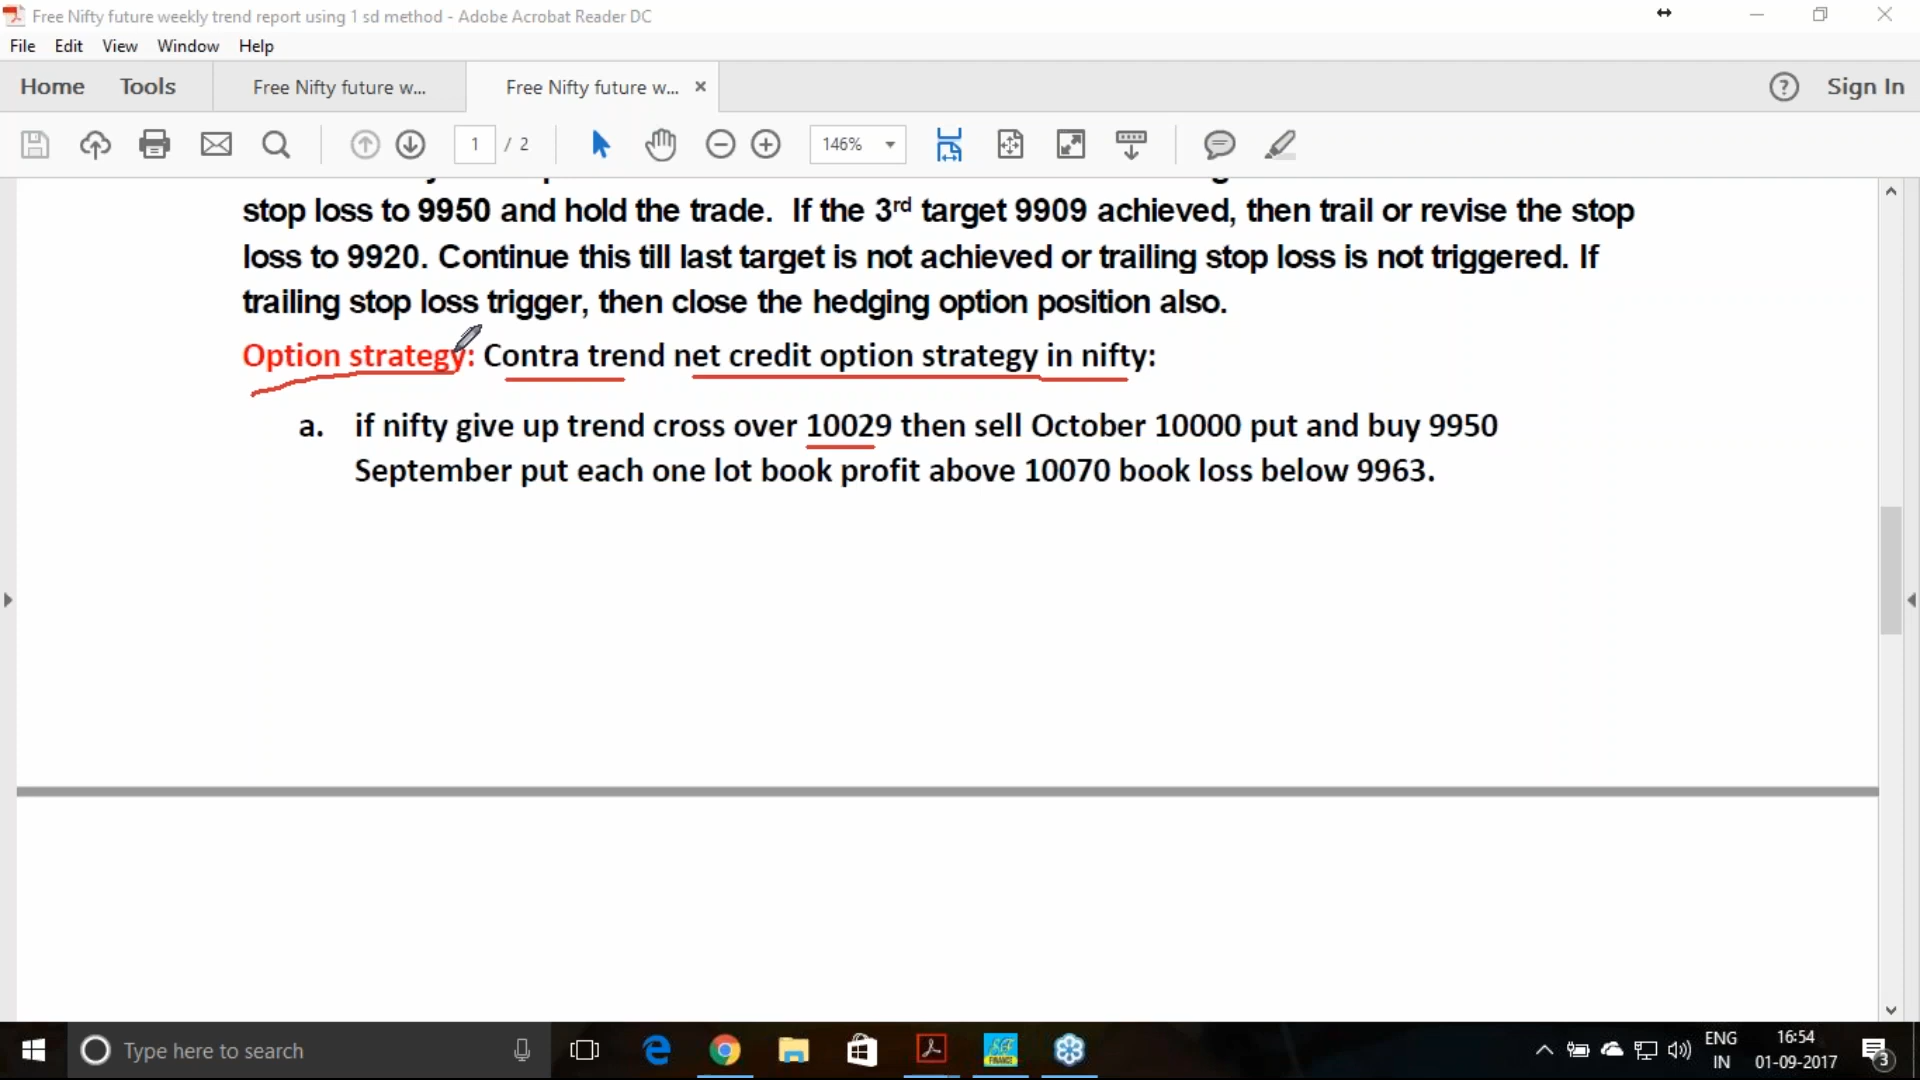 Free Nifty future weekly trend report using 1 sd method - Adobe Acrobat Reader DC
File Edit View Window Help
Home Tools Free Nifty future w... Free Nifty future w... × ? Sign In
1 / 2 146%
stop loss to 9950 and hold the trade. If the 3rd target 9909 achieved, then trail or revise the stop
loss to 9920. Continue this till last target is not achieved or trailing stop loss is not triggered. If
trailing stop loss trigger, then close the hedging option position also.
Option strategy: Contra trend net credit option strategy in nifty:
a. if nifty give up trend cross over 10029 then sell October 10000 put and buy 9950
September put each one lot book profit above 10070 book loss below 9963.
Type here to search
ENG
IN
16:54
01-09-2017
3
FINANCE